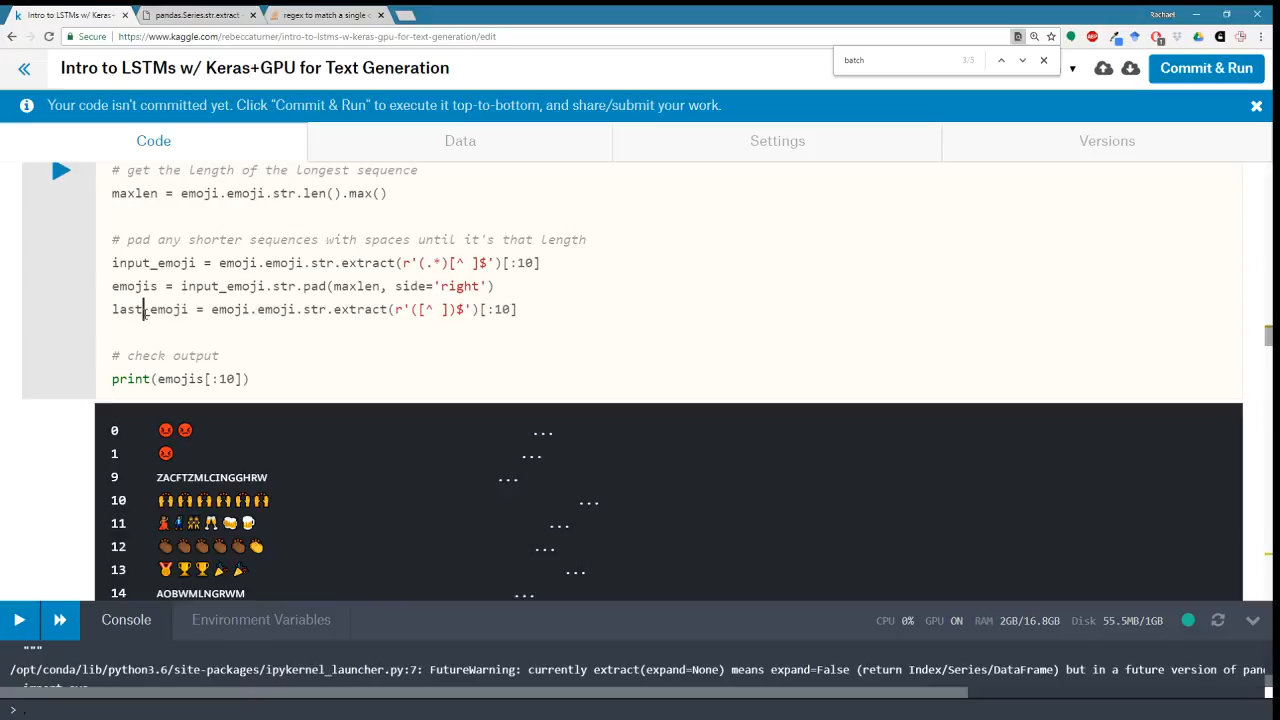 Intro to LSTMs w/ Keras-
pandas.Series.str.extract -
regex to match a single c
Rachael
Secure
https://www.kaggle.com/rebeccaturner/intro-to-lstms-w-keras-gpu-for-text-generation/edit
batch
3/5
Intro to LSTMs w/ Keras+GPU for Text Generation
Commit & Run
Your code isn't committed yet. Click "Commit & Run" to execute it top-to-bottom, and share/submit your work.
Code
Data
Settings
Versions
# get the length of the longest sequence
maxlen = emoji.emoji.str.len().max()
# pad any shorter sequences with spaces until it's that length
input_emoji = emoji.emoji.str.extract(r'(.*)[^ ]$')[:10]
emojis = input_emoji.str.pad(maxlen, side='right')
last_emoji = emoji.emoji.str.extract(r'([^ ])$')[:10]
# check output
print(emojis[:10])
0 😡😡 ...
1 😡 ...
9 ZACFTZMLCINGGHRW ...
10 ...
11 ...
12 ...
13 ...
14 AOBWMLNGRWM ...
Console
Environment Variables
CPU 0% GPU ON RAM 2GB/16.8GB Disk 55.5MB/1GB
"""
/opt/conda/lib/python3.6/site-packages/ipykernel_launcher.py:7: FutureWarning: currently extract(expand=None) means expand=False (return Index/Series/DataFrame) but in a future version of pan
>